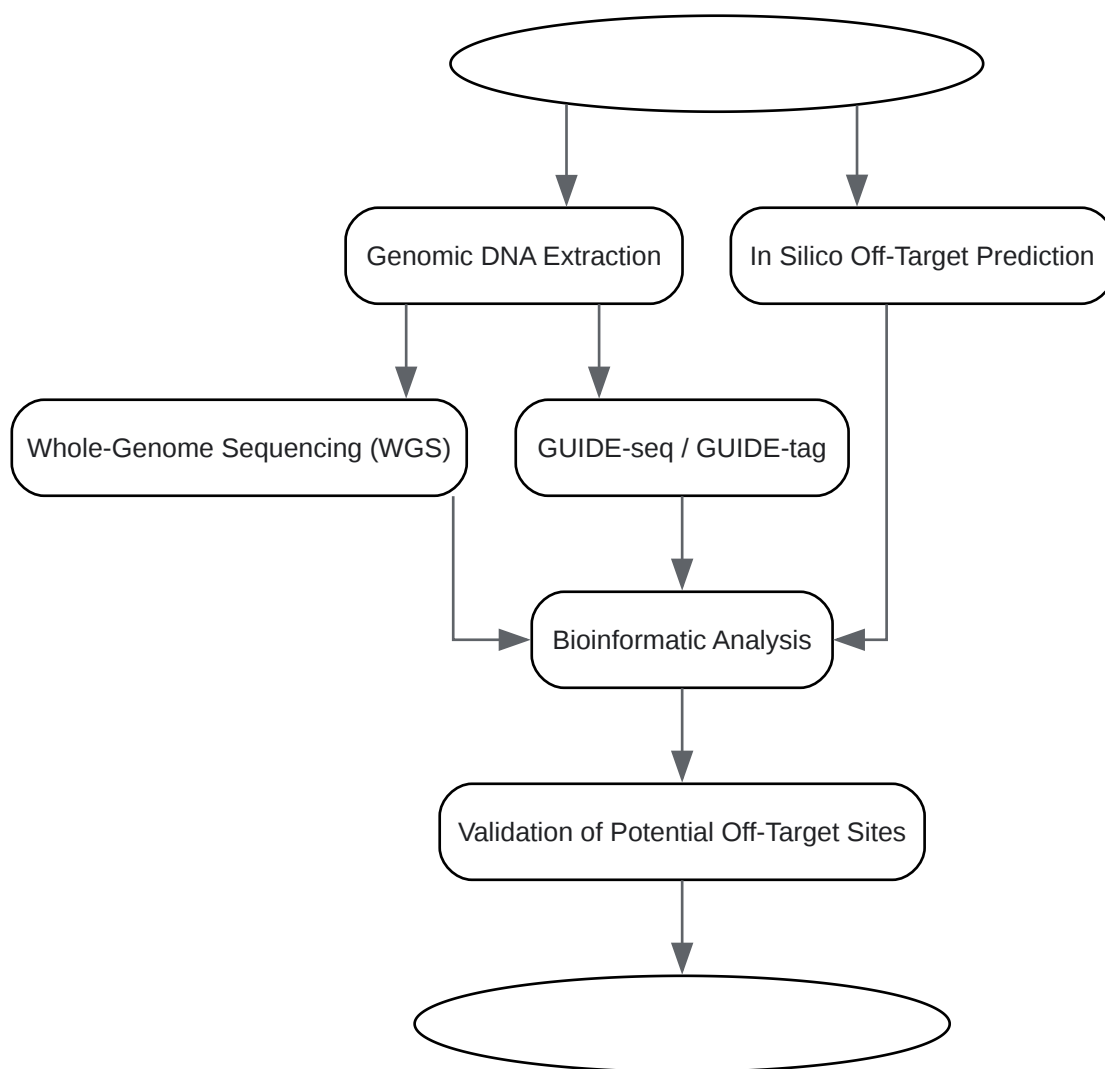 Genomic DNA Extraction
In Silico Off-Target Prediction
Whole-Genome Sequencing (WGS)
GUIDE-seq / GUIDE-tag
Bioinformatic Analysis
Validation of Potential Off-Target Sites